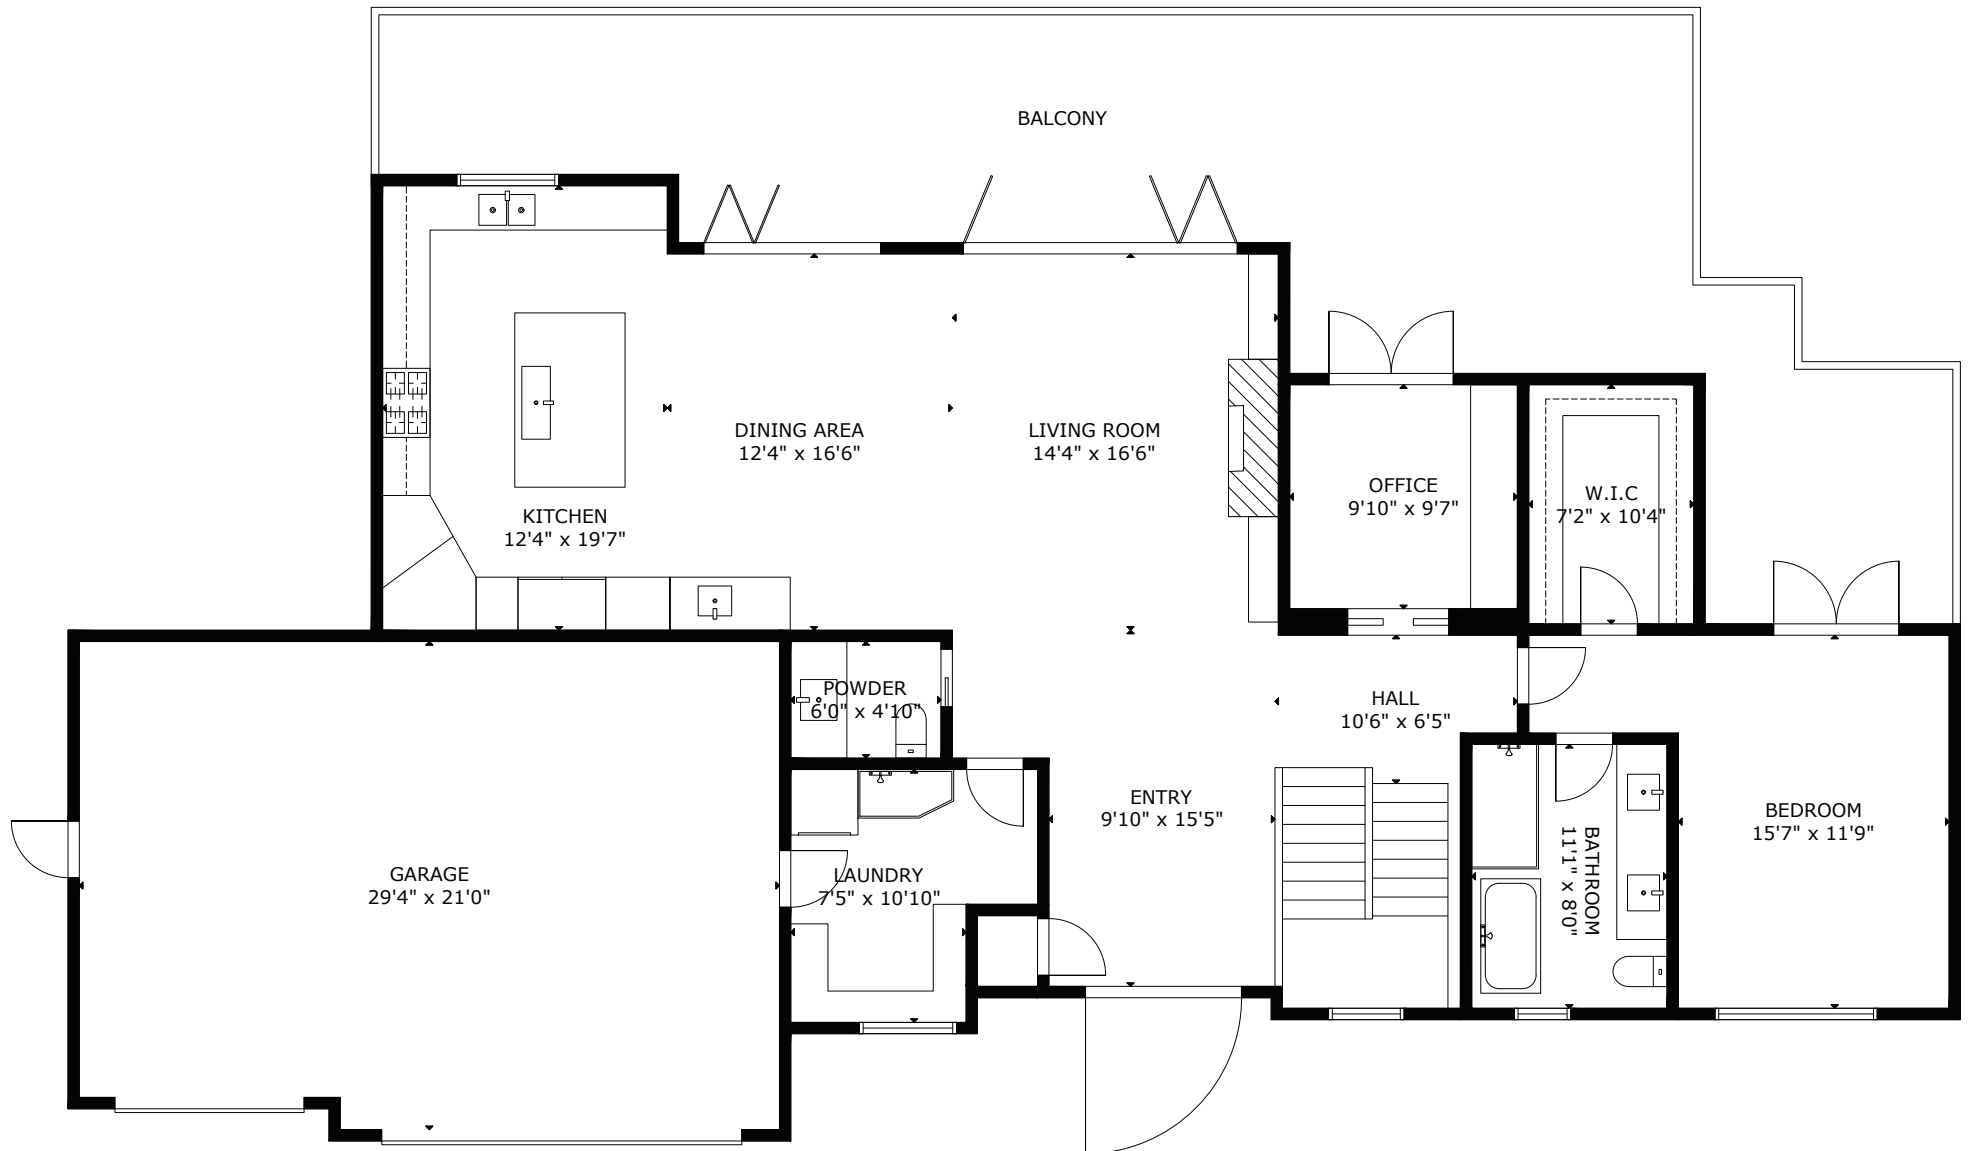 BALCONY
DINING AREA
12'4" x 16'6"
LIVING ROOM
14'4" x 16'6"
OFFICE
9'10" x 9'7"
W.I.C
7'2" x 10'4"
KITCHEN
12'4" x 19'7"
POWDER
6'0" x 4'10"
HALL
10'6" x 6'5"
ENTRY
9'10" x 15'5"
BEDROOM
15'7" x 11'9"
BATHROOM
11'1" x 8'0"
GARAGE
29'4" x 21'0"
LAUNDRY
7'5" x 10'10"